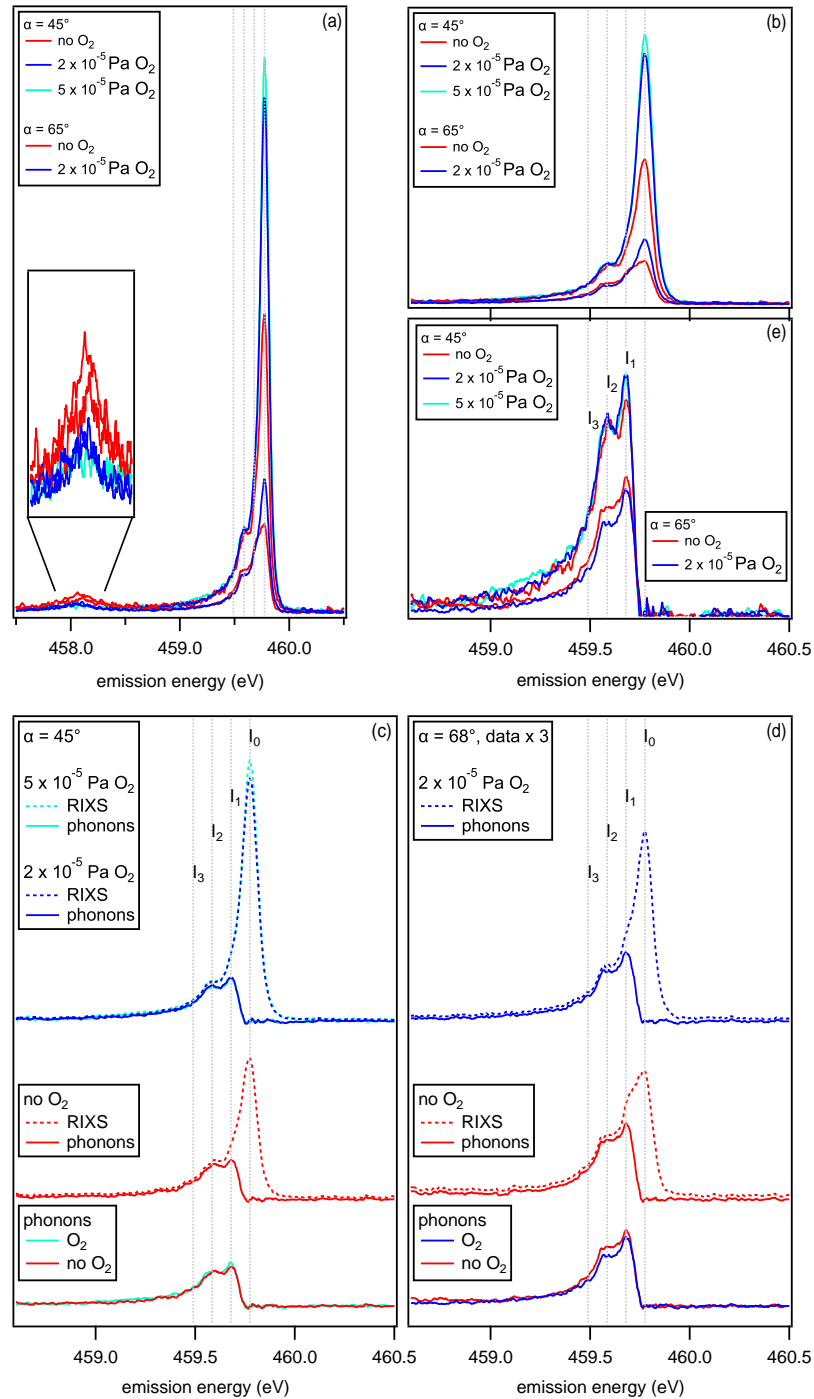 (a)
α = 45°
no O₂
2 x 10⁻⁵ Pa O₂
5 x 10⁻⁵ Pa O₂
α = 65°
no O₂
2 x 10⁻⁵ Pa O₂
458.0
459.0
460.0
emission energy (eV)
(b)
α = 45°
no O₂
2 x 10⁻⁵ Pa O₂
5 x 10⁻⁵ Pa O₂
α = 65°
no O₂
2 x 10⁻⁵ Pa O₂
(e)
α = 45°
no O₂
2 x 10⁻⁵ Pa O₂
5 x 10⁻⁵ Pa O₂
I₁
I₂
I₃
α = 65°
no O₂
2 x 10⁻⁵ Pa O₂
459.0
459.5
460.0
460.5
emission energy (eV)
(c)
α = 45°
5 x 10⁻⁵ Pa O₂
RIXS
phonons
2 x 10⁻⁵ Pa O₂
RIXS
phonons
I₀
I₁
I₂
I₃
no O₂
RIXS
phonons
phonons
O₂
no O₂
459.0
459.5
460.0
460.5
emission energy (eV)
(d)
α = 68°, data x 3
2 x 10⁻⁵ Pa O₂
RIXS
phonons
I₀
I₁
I₂
I₃
no O₂
RIXS
phonons
phonons
O₂
no O₂
459.0
459.5
460.0
460.5
emission energy (eV)